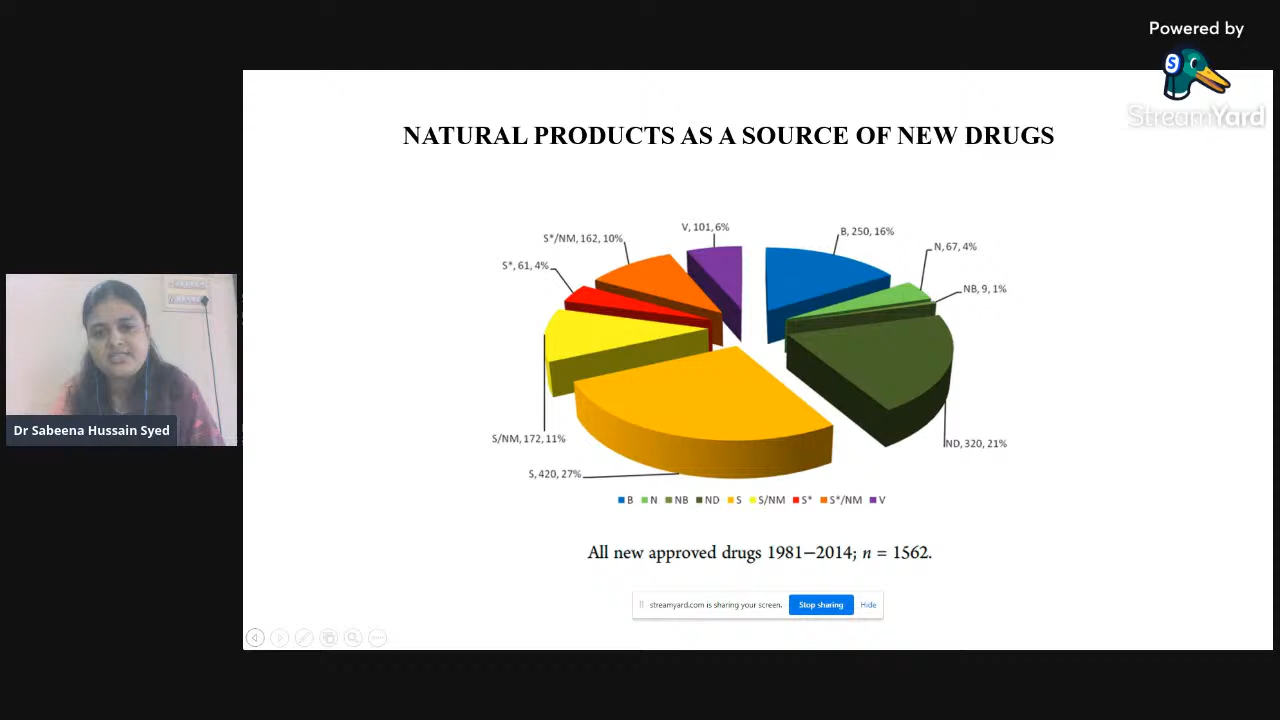 Powered by
StreamYard
NATURAL PRODUCTS AS A SOURCE OF NEW DRUGS
V, 101, 6%
B, 250, 16%
S*/NM, 162, 10%
N, 67, 4%
S*, 61, 4%
NB, 9, 1%
S/NM, 172, 11%
ND, 320, 21%
S, 420, 27%
B N NB ND S S/NM S* S*/NM V
All new approved drugs 1981−2014; n = 1562.
streamyard.com is sharing your screen. Stop sharing Hide
Dr Sabeena Hussain Syed